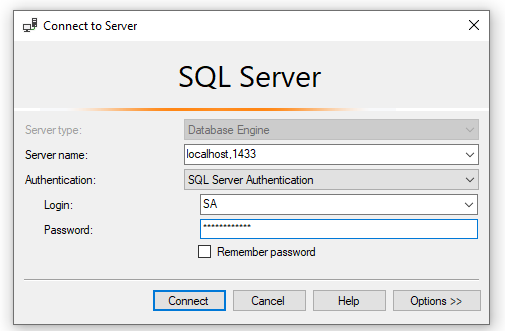 Connect to Server
SQL Server
Server type: Database Engine
Server name: localhost,1433
Authentication: SQL Server Authentication
Login: SA
Password: ************
Remember password
Connect Cancel Help Options >>